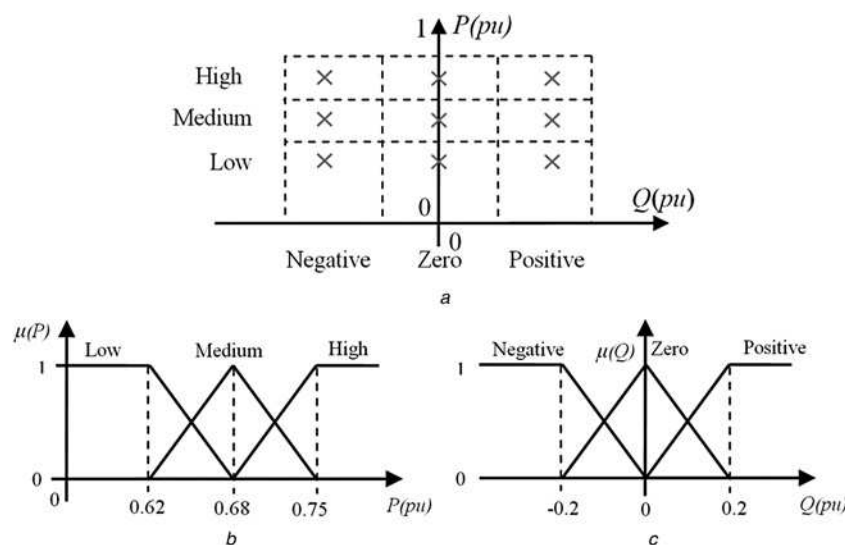 1 P(pu)
High
Medium
Low
0
Q(pu)
0
Negative Zero Positive
a
μ(P)
Low Medium High
1
0
0
0.62 0.68 0.75 P(pu)
b
Negative μ(Q) Zero Positive
1
0
-0.2 0 0.2 Q(pu)
c